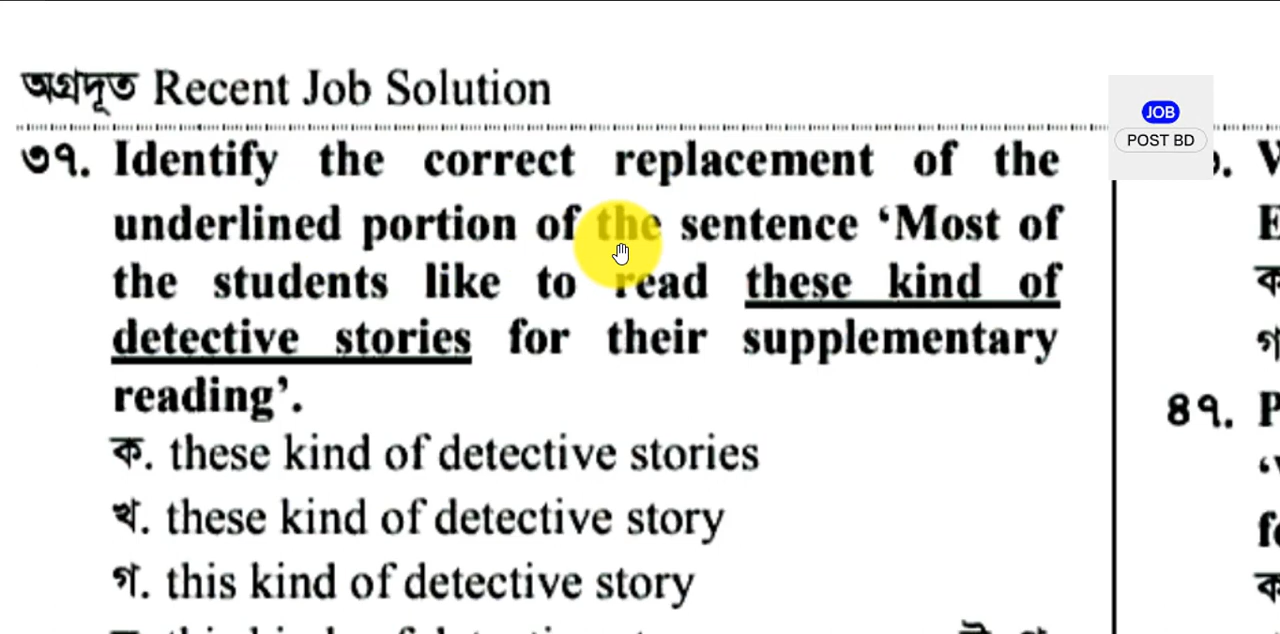 অগ্রদূত Recent Job Solution
JOB
POST BD
৩৭. Identify the correct replacement of the
underlined portion of the sentence ‘Most of
the students like to read these kind of
detective stories for their supplementary
reading’.
ক. these kind of detective stories
খ. these kind of detective story
গ. this kind of detective story
৪৭. P